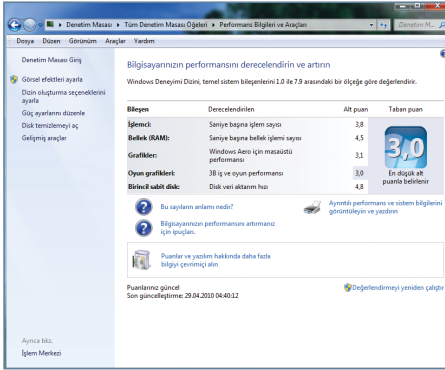 Denetim Masası ▸ Tüm Denetim Masası Öğeleri ▸ Performans Bilgileri ve Araçları
Denetim M...
Dosya Düzen Görünüm Araçlar Yardım
Denetim Masası Giriş
Görsel efektleri ayarla
Dizin oluşturma seçeneklerini
ayarla
Güç ayarlarını düzenle
Disk temizlemeyi aç
Gelişmiş araçlar
Bilgisayarınızın performansını derecelendirin ve artırın
Windows Deneyimi Dizini, temel sistem bileşenlerini 1.0 ile 7.9 arasındaki bir ölçeğe göre değerlendirir.
Bileşen Derecelendirilen Alt puan Taban puan
İşlemci: Saniye başına işlem sayısı 3,8
Bellek (RAM): Saniye başına bellek işlemi sayısı 4,5
Grafikler: Windows Aero için masaüstü
performansı 3,1
Oyun grafikleri: 3B iş ve oyun performansı 3,0
Birincil sabit disk: Disk veri aktarım hızı 4,8
3,0
En düşük alt
puanla belirlenir
Bu sayıların anlamı nedir?
Bilgisayarınızın performansını artırmanız
için ipuçları.
Ayrıntılı performans ve sistem bilgilerini
görüntüleyin ve yazdırın
Puanlar ve yazılım hakkında daha fazla
bilgiyi çevrimiçi alın
Puanlarınız güncel
Son güncelleştirme: 29.04.2010 04:40:12
Değerlendirmeyi yeniden çalıştır
Ayrıca bkz.
İşlem Merkezi